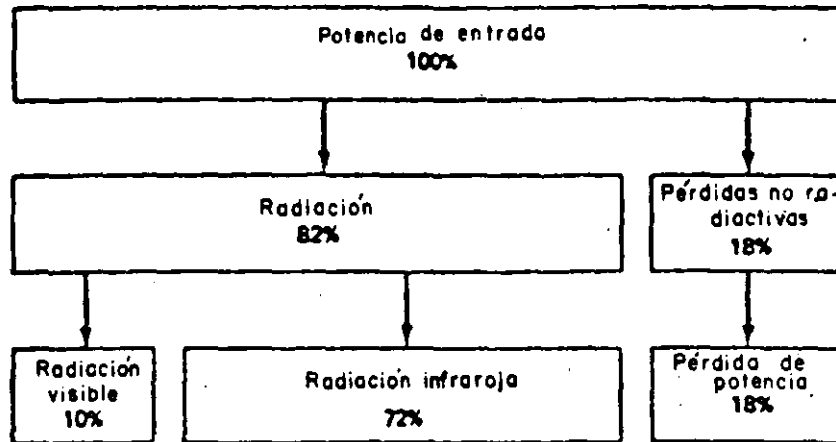 Potencia de entrada
100%
Radiación
82%
Pérdidas no ra-
diactivas
18%
Radiación
visible
10%
Radiación infraroja
72%
Pérdida de
potencia
18%